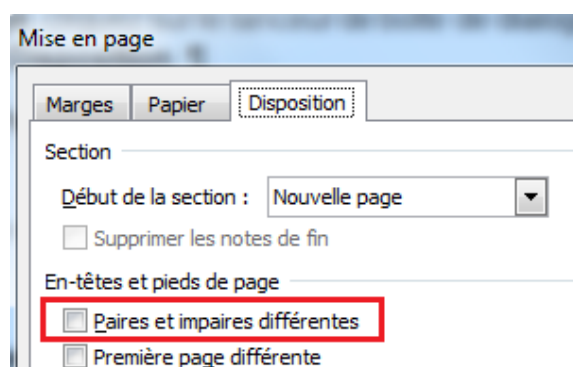 Mise en page
Marges Papier Disposition
Section
Début de la section : Nouvelle page
Supprimer les notes de fin
En-têtes et pieds de page
Paires et impaires différentes
Première page différente